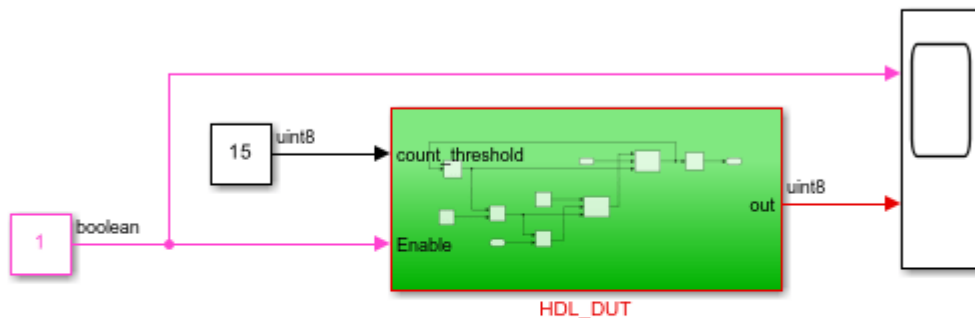 15
uint8
count_threshold
uint8
out
1
boolean
Enable
HDL_DUT